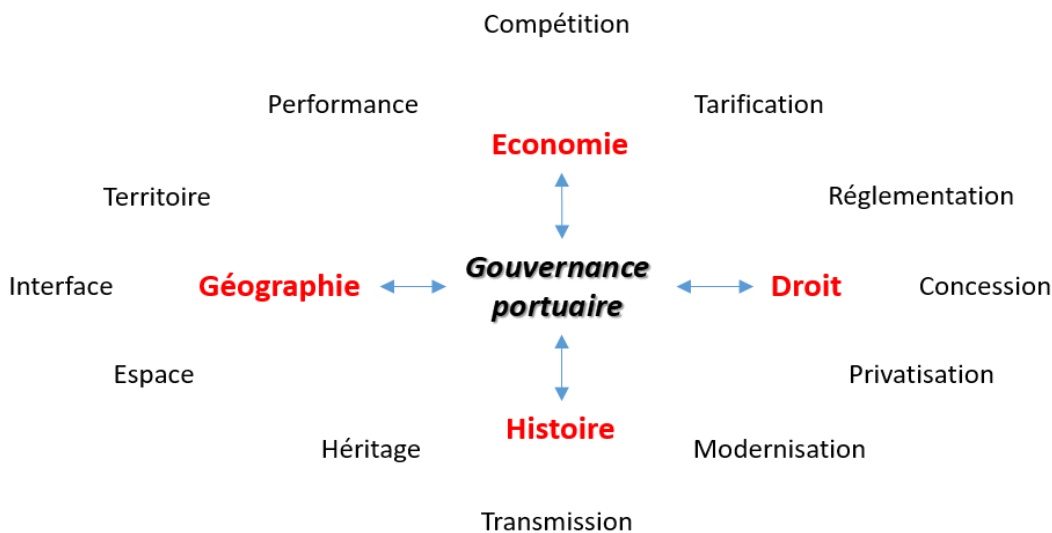 Compétition
Performance
Tarification
Economie
Territoire
Réglementation
Gouvernance
portuaire
Interface
Géographie
Droit
Concession
Espace
Privatisation
Histoire
Héritage
Modernisation
Transmission